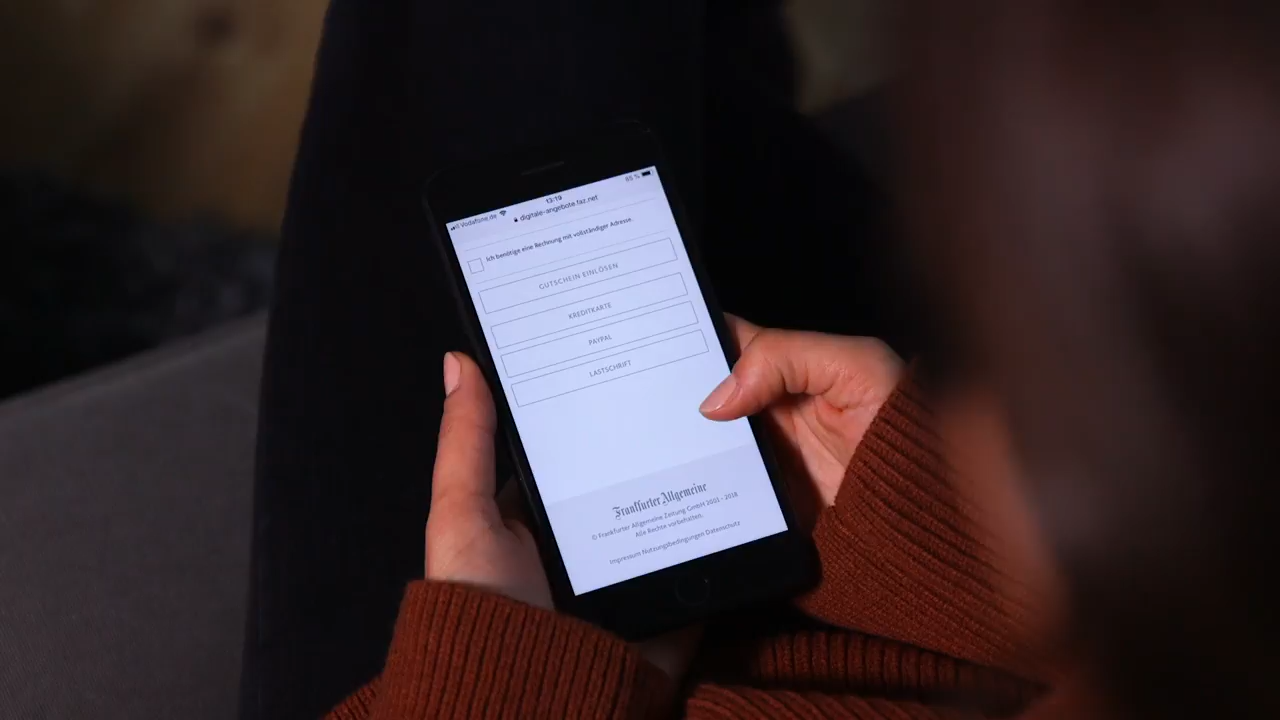 Vodafone.de 13:19 85 %
digitale-angebote.faz.net
Ich benötige eine Rechnung mit vollständiger Adresse.
GUTSCHEIN EINLÖSEN
KREDITKARTE
PAYPAL
LASTSCHRIFT
Frankfurter Allgemeine
© Frankfurter Allgemeine Zeitung GmbH 2001 - 2018
Alle Rechte vorbehalten.
Impressum Nutzungsbedingungen Datenschutz